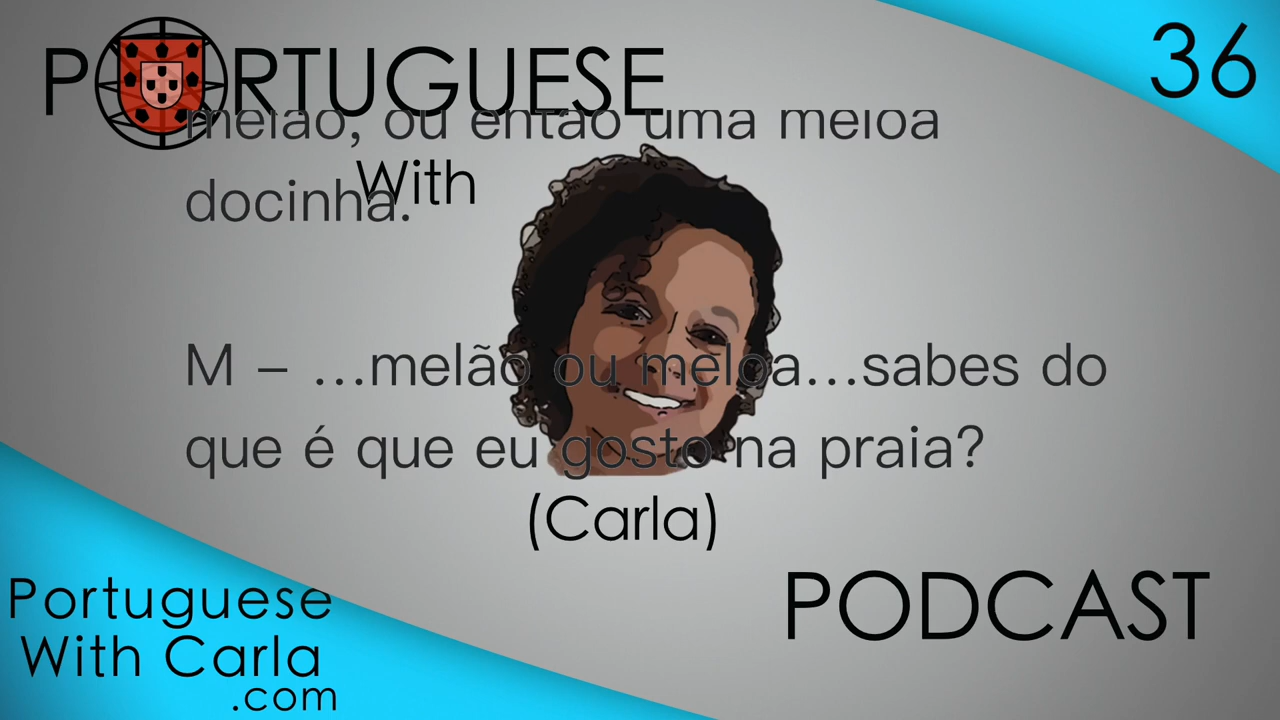 PORTUGUESE
36
melão, ou então uma meloa
With
docinha.
M – ...melão ou meloa...sabes do
que é que eu gosto na praia?
(Carla)
PODCAST
Portuguese
With Carla
.com